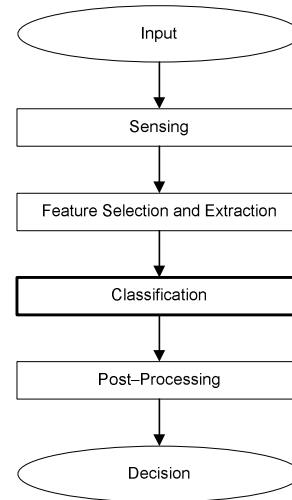 Input
Sensing
Feature Selection and Extraction
Classification
Post–Processing
Decision